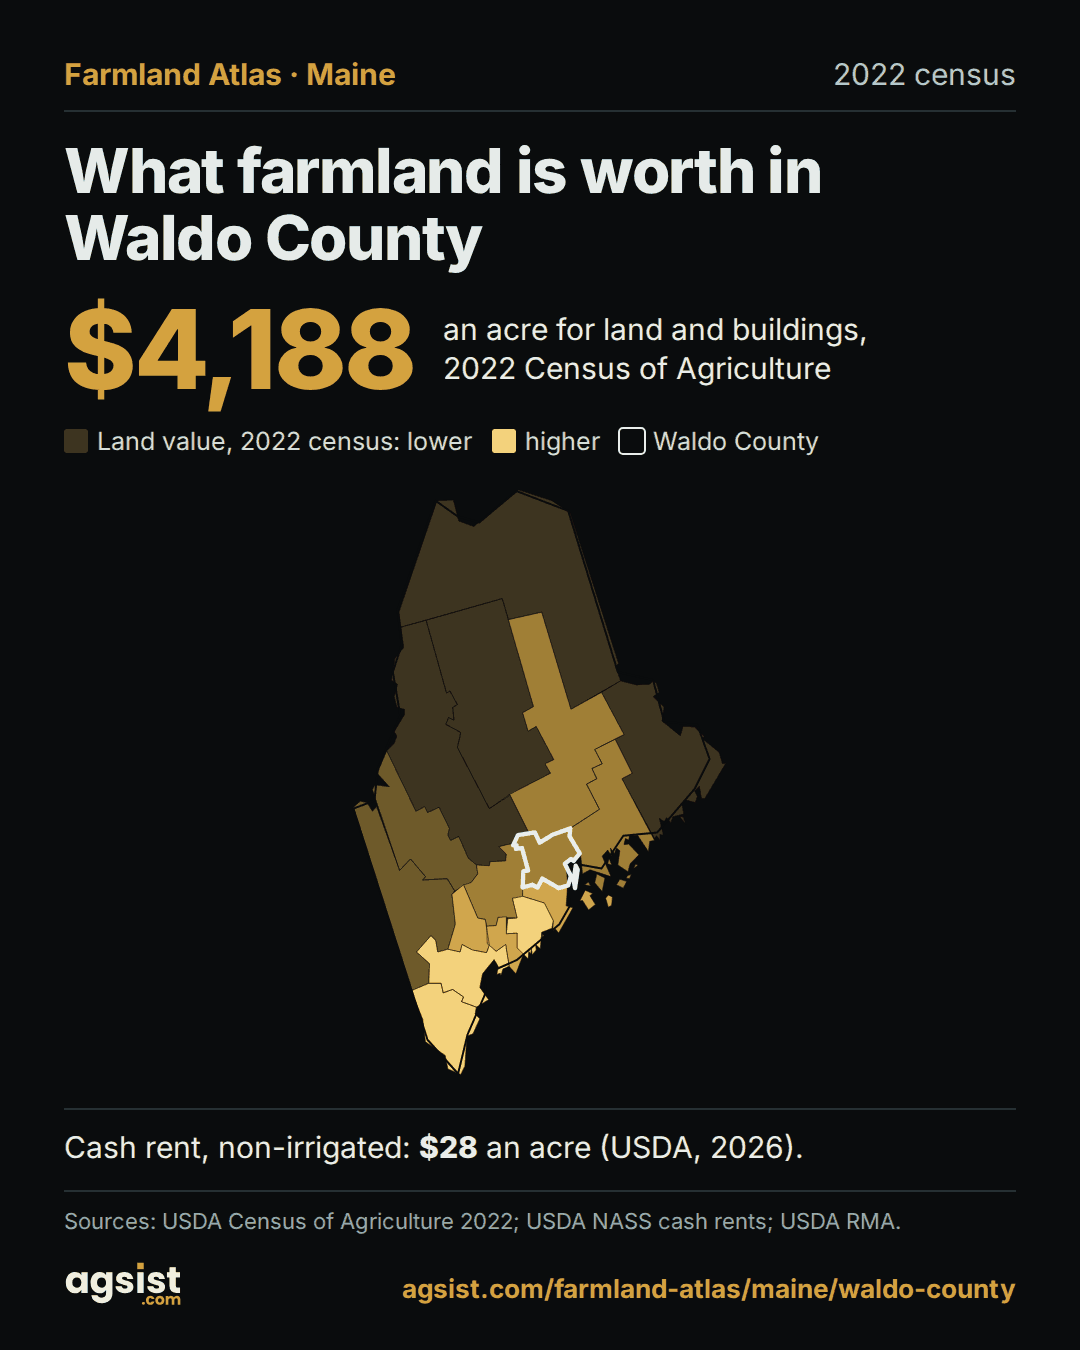 Farmland Atlas · Maine
2022 census
What farmland is worth in
Waldo County
$4,188
an acre for land and buildings,
2022 Census of Agriculture
Land value, 2022 census: lower
higher
Waldo County
Cash rent, non-irrigated: $28 an acre (USDA, 2026).
Sources: USDA Census of Agriculture 2022; USDA NASS cash rents; USDA RMA.
agsist
.com
agsist.com/farmland-atlas/maine/waldo-county